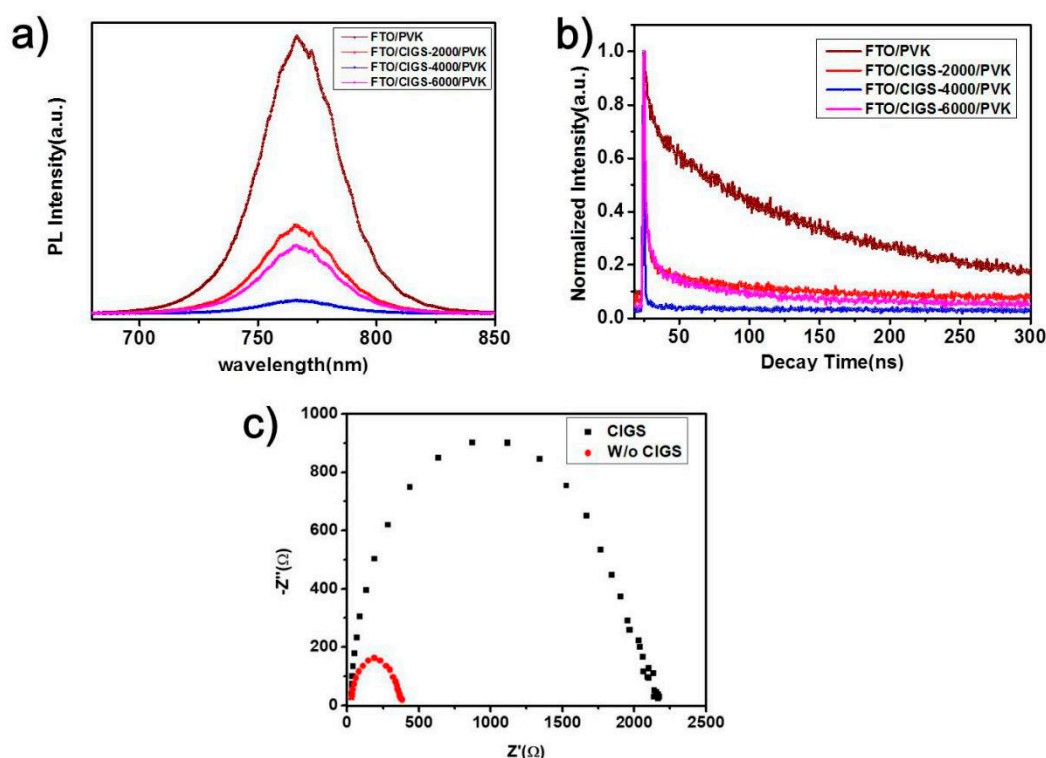 a)
FTO/PVK
FTO/CIGS-2000/PVK
FTO/CIGS-4000/PVK
FTO/CIGS-6000/PVK
PL Intensity(a.u.)
700
750
800
850
wavelength(nm)
b)
FTO/PVK
FTO/CIGS-2000/PVK
FTO/CIGS-4000/PVK
FTO/CIGS-6000/PVK
Normalized Intensity(a.u.)
1.0
0.8
0.6
0.4
0.2
0.0
50
100
150
200
250
300
Decay Time(ns)
c)
CIGS
W/o CIGS
-Z"(Ω)
1000
800
600
400
200
0
0
500
1000
1500
2000
2500
Z'(Ω)